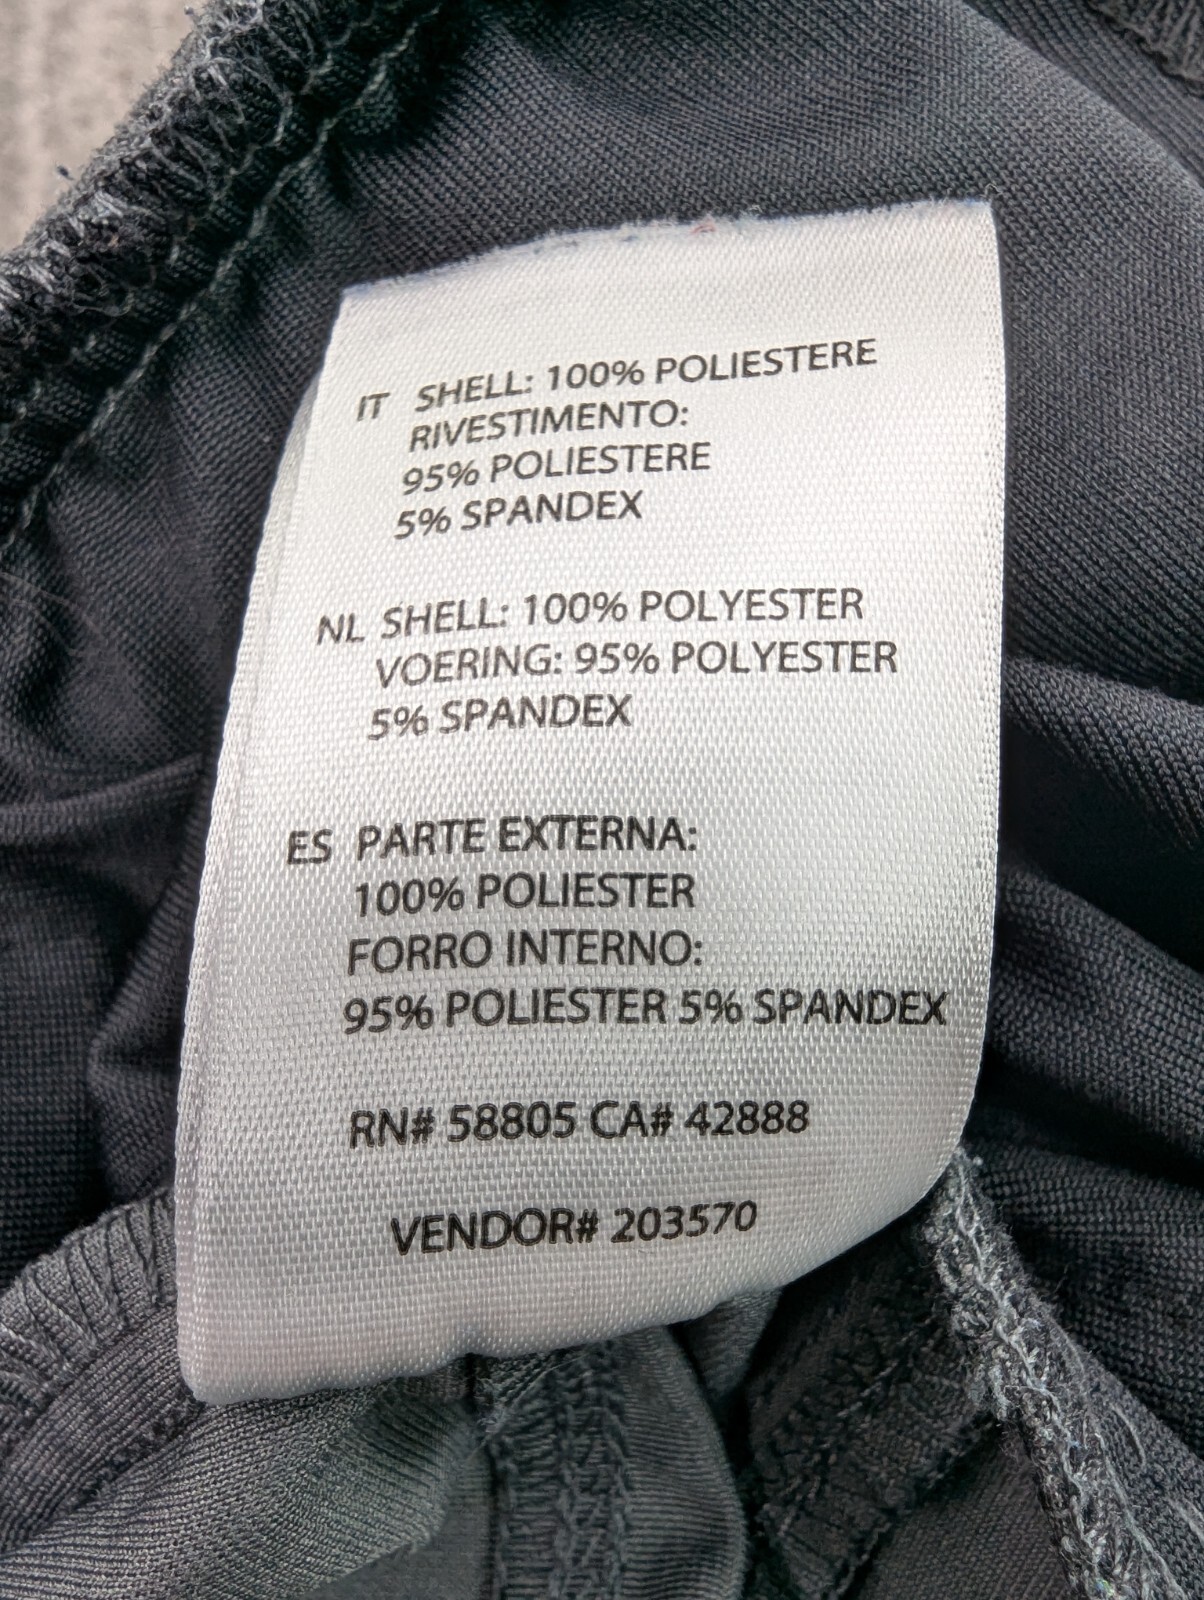 IT SHELL: 100% POLIESTERE
RIVESTIMENTO:
95% POLIESTERE
5% SPANDEX
NL SHELL: 100% POLYESTER
VOERING: 95% POLYESTER
5% SPANDEX
ES PARTE EXTERNA:
100% POLIESTER
FORRO INTERNO:
95% POLIESTER 5% SPANDEX
RN# 58805 CA# 42888
VENDOR# 203570